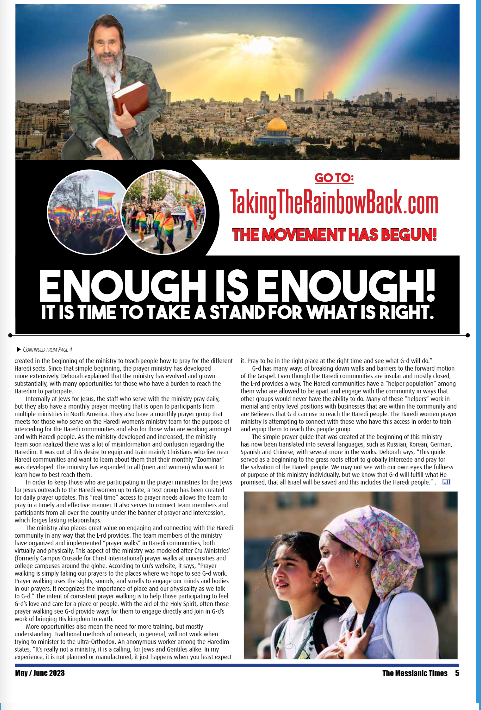 GO TO:
TakingTheRainbowBack.com
THE MOVEMENT HAS BEGUN!
ENOUGH IS ENOUGH!
IT IS TIME TO TAKE A STAND FOR WHAT IS RIGHT.
▶ CONTINUED FROM PAGE 1
created in the beginning of the ministry to teach people how to pray for the different
Haredi sects. Since that simple beginning, the prayer ministry has developed
more extensively. Deborah explained that the ministry has evolved and grown
substantially, with many opportunities for those who have a burden to reach the
Haredim to participate.
Internally at Jews for Jesus, the staff who serve with the ministry pray daily,
but they also have a monthly prayer meeting that is open to participants from
multiple ministries in North America. They also have a monthly prayer group that
meets for those who serve on the Haredi women's ministry team for the purpose of
interceding for the Haredi communities and also for those who are working amongst
and with Haredi people. As the ministry developed and increased, the ministry
team soon realized there was a lot of misinformation and confusion regarding the
Haredim. It was out of this desire to equip and train mainly Christians who live near
Haredi communities and want to learn about them that their monthly "Zoominar"
was developed. The ministry has expanded to all (men and women) who want to
learn how to best reach them.
In order to keep those who are participating in the prayer ministries for the Jews
for Jesus outreach to the Haredi women up to date, a text group has been created
for daily prayer updates. This "real time" access to prayer needs allows the team to
pray in a timely and effective manner. It also serves to connect team members and
participants from all over the country under the banner of prayer and intercession,
which forges lasting relationships.
The ministry also places great value on engaging and connecting with the Haredi
community in any way that the L-rd provides. The team members of the ministry
have organized and implemented "prayer walks" in Haredi communities, both
virtually and physically. This aspect of the ministry was modeled after Cru Ministries'
(formerly Campus Crusade for Christ International) prayer walks at universities and
college campuses around the globe. According to Cru's website, it says, "Prayer
walking is simply taking our prayers to the places where we hope to see G-d work.
Prayer walking uses the sights, sounds, and smells to engage our minds and bodies
in our prayers. It recognizes the importance of place and our physicality as we talk
to G-d." The intent of consistent prayer walking is to help those participating to feel
G-d's love and care for a place or people. With the aid of the Holy Spirit, often those
prayer walking see G-d provide ways for them to engage directly and join in G-d's
work of bringing His kingdom to earth.
More opportunities also mean the need for more training, but mostly
understanding. Traditional methods of outreach, in general, will not work when
trying to minister to the ultra-Orthodox. An anonymous worker among the Haredim
states, "It's really not a ministry, it is a calling, for Jews and Gentiles alike. In my
experience, it is not planned or manufactured, it just happens when you least expect
it. Pray to be in the right place at the right time and see what G-d will do."
G-d has many ways of breaking down walls and barriers to the forward motion
of the Gospel. Even though the Haredi communities are insular and mostly closed,
the L-rd provides a way. The Haredi communities have a "helper population" among
them who are allowed to be apart and engage with the community in ways that
other groups would never have the ability to do. Many of these "helpers" work in
menial and entry level positions with businesses that are within the community and
are believers that G-d can use to reach the Haredi people. The Haredi women prayer
ministry is attempting to connect with those who have this access in order to train
and equip them to reach this people group.
The simple prayer guide that was created at the beginning of this ministry
has now been translated into several languages, such as Russian, Korean, German,
Spanish and Chinese, with several more in the works. Deborah says, "This guide
served as a beginning to the grass roots effort to globally intercede and pray for
the salvation of the Haredi people. We may not see with our own eyes the fullness
of purpose of this ministry individually, but we know that G-d will fulfill what He
promised, that all Israel will be saved and this includes the Haredi people."
May / June 2023
The Messianic Times 5